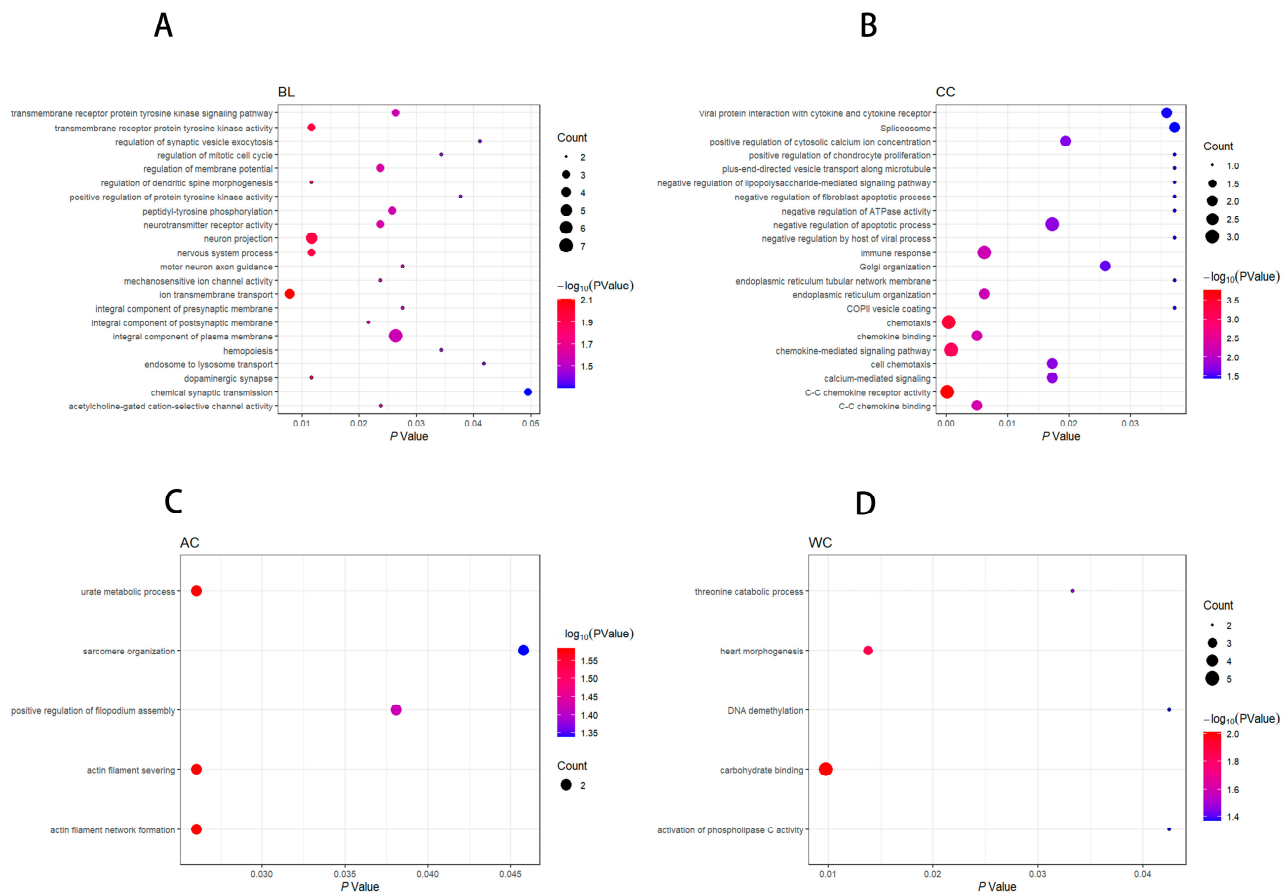 A
BL
transmembrane receptor protein tyrosine kinase signaling pathway
transmembrane receptor protein tyrosine kinase activity
regulation of synaptic vesicle exocytosis
regulation of mitotic cell cycle
regulation of membrane potential
regulation of dendritic spine morphogenesis
positive regulation of protein tyrosine kinase activity
peptidyl-tyrosine phosphorylation
neurotransmitter receptor activity
neuron projection
nervous system process
motor neuron axon guidance
mechanosensitive ion channel activity
ion transmembrane transport
integral component of presynaptic membrane
integral component of postsynaptic membrane
integral component of plasma membrane
hemopoiesis
endosome to lysosome transport
dopaminergic synapse
chemical synaptic transmission
acetylcholine-gated cation-selective channel activity
0.01 0.02 0.03 0.04 0.05
P Value
Count
2
3
4
5
6
7
−log10(PValue)
2.1
1.9
1.7
1.5
B
CC
Viral protein interaction with cytokine and cytokine receptor
Spliceosome
positive regulation of cytosolic calcium ion concentration
positive regulation of chondrocyte proliferation
plus-end-directed vesicle transport along microtubule
negative regulation of lipopolysaccharide-mediated signaling pathway
negative regulation of fibroblast apoptotic process
negative regulation of ATPase activity
negative regulation of apoptotic process
negative regulation by host of viral process
immune response
Golgi organization
endoplasmic reticulum tubular network membrane
endoplasmic reticulum organization
COPII vesicle coating
chemotaxis
chemokine binding
chemokine-mediated signaling pathway
cell chemotaxis
calcium-mediated signaling
C-C chemokine receptor activity
C-C chemokine binding
0.00 0.01 0.02 0.03
P Value
Count
1.0
1.5
2.0
2.5
3.0
−log10(PValue)
3.5
3.0
2.5
2.0
1.5
C
AC
urate metabolic process
sarcomere organization
positive regulation of filopodium assembly
actin filament severing
actin filament network formation
0.030 0.035 0.040 0.045
P Value
−log10(PValue)
1.55
1.50
1.45
1.40
1.35
Count
2
D
WC
threonine catabolic process
heart morphogenesis
DNA demethylation
carbohydrate binding
activation of phospholipase C activity
0.01 0.02 0.03 0.04
P Value
Count
2
3
4
5
−log10(PValue)
2.0
1.8
1.6
1.4